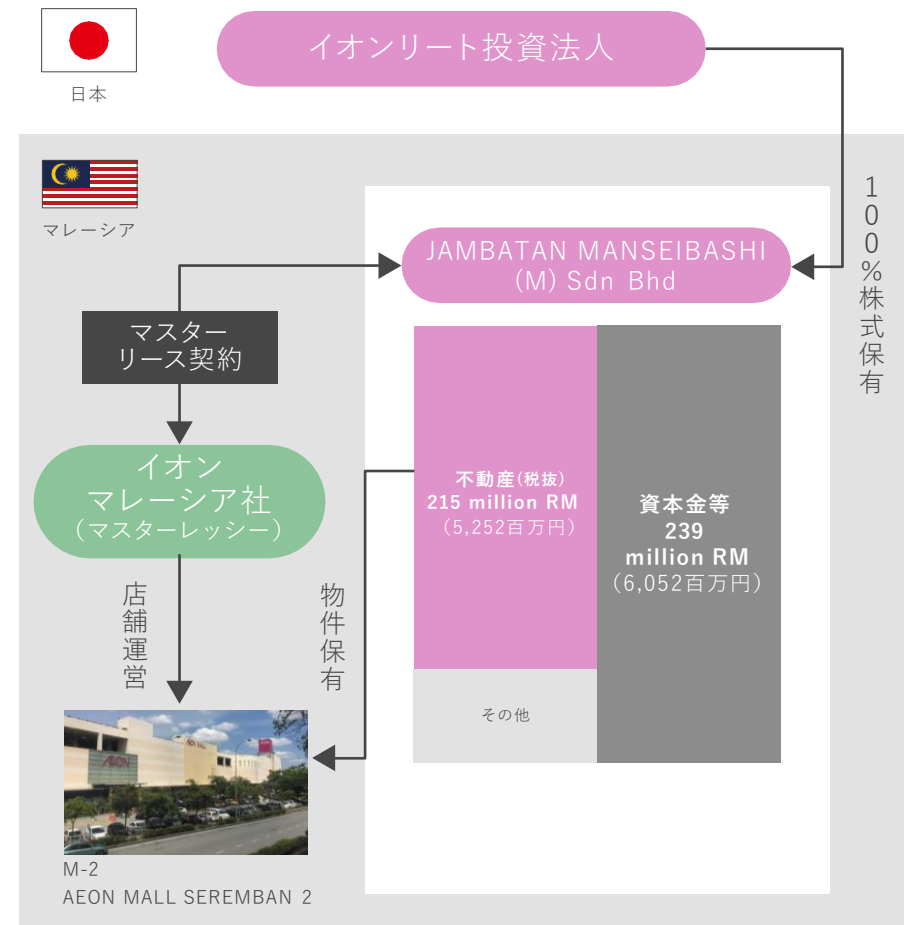 イオンリート投資法人
日本
マレーシア
100%株式保有
JAMBATAN MANSEIBASHI
(M) Sdn Bhd
マスター
リース契約
イオン
マレーシア社
(マスターレッシー)
不動産(税抜)
215 million RM
(5,252百万円)
資本金等
239
million RM
(6,052百万円)
その他
店舗運営
物件保有
AEON
M-2
AEON MALL SEREMBAN 2